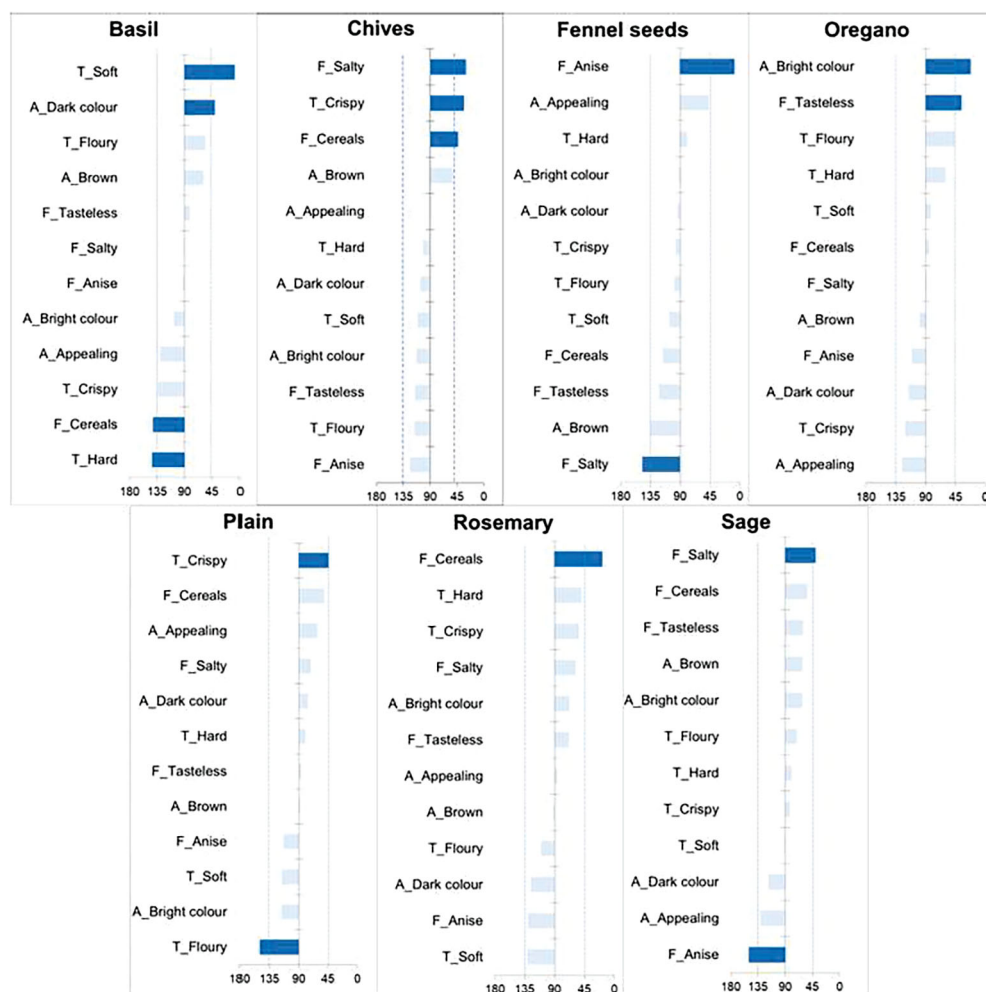 Basil
T_Soft
A_Dark colour
T_Floury
A_Brown
F_Tasteless
F_Salty
F_Anise
A_Bright colour
A_Appealing
T_Crispy
F_Cereals
T_Hard
180 135 90 45 0
Chives
F_Salty
T_Crispy
F_Cereals
A_Brown
A_Appealing
T_Hard
A_Dark colour
T_Soft
A_Bright colour
F_Tasteless
T_Floury
F_Anise
180 135 90 45 0
Fennel seeds
F_Anise
A_Appealing
T_Hard
A_Bright colour
A_Dark colour
T_Crispy
T_Floury
T_Soft
F_Cereals
F_Tasteless
A_Brown
F_Salty
180 135 90 45 0
Oregano
A_Bright colour
F_Tasteless
T_Floury
T_Hard
T_Soft
F_Cereals
F_Salty
A_Brown
F_Anise
A_Dark colour
T_Crispy
A_Appealing
180 135 90 45 0
Plain
T_Crispy
F_Cereals
A_Appealing
F_Salty
A_Dark colour
T_Hard
F_Tasteless
A_Brown
F_Anise
T_Soft
A_Bright colour
T_Floury
180 135 90 45 0
Rosemary
F_Cereals
T_Hard
T_Crispy
F_Salty
A_Bright colour
F_Tasteless
A_Appealing
A_Brown
T_Floury
A_Dark colour
F_Anise
T_Soft
180 135 90 45 0
Sage
F_Salty
F_Cereals
F_Tasteless
A_Brown
A_Bright colour
T_Floury
T_Hard
T_Crispy
T_Soft
A_Dark colour
A_Appealing
F_Anise
180 135 90 45 0